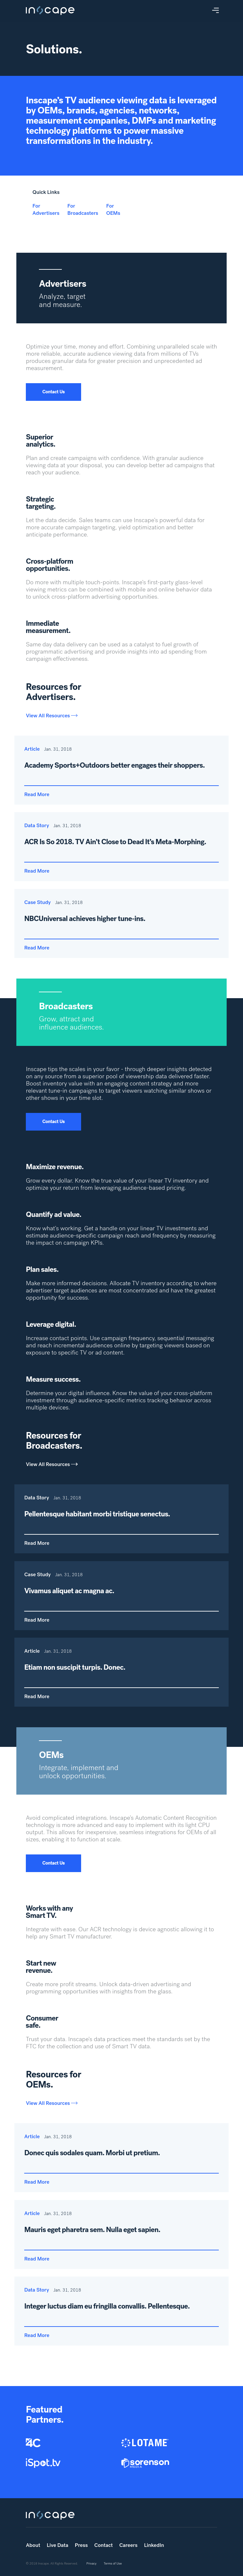 inscape
Solutions.
Inscape's TV audience viewing data is leveraged
by OEMs, brands, agencies, networks,
measurement companies, DMPs and marketing
technology platforms to power massive
transformations in the industry.
Quick Links
For
Advertisers
For
Broadcasters
For
OEMs
Advertisers
Analyze, target
and measure.
Optimize your time, money and effort. Combining unparalleled scale with
more reliable, accurate audience viewing data from millions of TVs
produces granular data for greater precision and unprecedented ad
measurement.
Contact Us
Superior
analytics.
Plan and create campaigns with confidence. With granular audience
viewing data at your disposal, you can develop better ad campaigns that
reach your audience.
Strategic
targeting.
Let the data decide. Sales teams can use Inscape's powerful data for
more accurate campaign targeting, yield optimization and better
anticipate performance.
Cross-platform
opportunities.
Do more with multiple touch-points. Inscape's first-party glass-level
viewing metrics can be combined with mobile and online behavior data
to unlock cross-platform advertising opportunities.
Immediate
measurement.
Same day data-delivery can be used as a catalyst to fuel growth of
programmatic advertising and provide insights into ad spending from
campaign effectiveness.
Resources for
Advertisers.
View All Resources
Article Jan. 31, 2018
Academy Sports+Outdoors better engages their shoppers.
Read More
Data Story Jan. 31, 2018
ACR Is So 2018. TV Ain't Close to Dead It's Meta-Morphing.
Read More
Case Study Jan. 31, 2018
NBCUniversal achieves higher tune-ins.
Read More
Broadcasters
Grow, attract and
influence audiences.
Inscape tips the scales in your favor - through deeper insights detected
on any source from a superior pool of viewership data delivered faster.
Boost inventory value with an engaging content strategy and more
relevant tune-in campaigns to target viewers watching similar shows or
other shows in your time slot.
Contact Us
Maximize revenue.
Grow every dollar. Know the true value of your linear TV inventory and
optimize your return from leveraging audience-based pricing.
Quantify ad value.
Know what's working. Get a handle on your linear TV investments and
estimate audience-specific campaign reach and frequency by measuring
the impact on campaign KPIs.
Plan sales.
Make more informed decisions. Allocate TV inventory according to where
advertiser target audiences are most concentrated and have the greatest
opportunity for success.
Leverage digital.
Increase contact points. Use campaign frequency, sequential messaging
and reach incremental audiences online by targeting viewers based on
exposure to specific TV or ad content.
Measure success.
Determine your digital influence. Know the value of your cross-platform
investment through audience-specific metrics tracking behavior across
multiple devices.
Resources for
Broadcasters.
View All Resources
Data Story Jan. 31, 2018
Pellentesque habitant morbi tristique senectus.
Read More
Case Study Jan. 31, 2018
Vivamus aliquet ac magna ac.
Read More
Article Jan. 31, 2018
Etiam non suscipit turpis. Donec.
Read More
OEMs
Integrate, implement and
unlock opportunities.
Avoid complicated integrations. Inscape's Automatic Content Recognition
technology is more advanced and easy to implement with its light CPU
output. This allows for inexpensive, seamless integrations for OEMs of all
sizes, enabling it to function at scale.
Contact Us
Works with any
Smart TV.
Integrate with ease. Our ACR technology is device agnostic allowing it to
help any Smart TV manufacturer.
Start new
revenue.
Create more profit streams. Unlock data-driven advertising and
programming opportunities with insights from the glass.
Consumer
safe.
Trust your data. Inscape's data practices meet the standards set by the
FTC for the collection and use of Smart TV data.
Resources for
OEMs.
View All Resources
Article Jan. 31, 2018
Donec quis sodales quam. Morbi ut pretium.
Read More
Article Jan. 31, 2018
Mauris eget pharetra sem. Nulla eget sapien.
Read More
Data Story Jan. 31, 2018
Integer luctus diam eu fringilla convallis. Pellentesque.
Read More
Featured
Partners.
4C
LOTAME
iSpot.tv
sorenson
inscape
About Live Data Press Contact Careers LinkedIn
Privacy Terms of Use